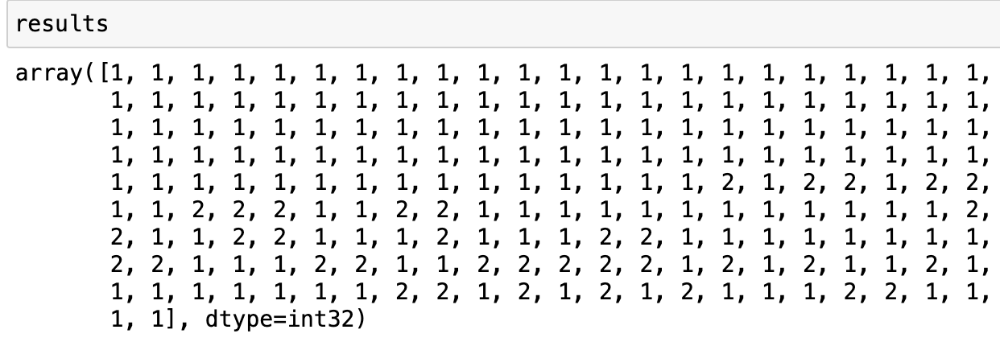 results
array([1, 1, 1, 1, 1, 1, 1, 1, 1, 1, 1, 1, 1, 1, 1, 1, 1, 1, 1, 1, 1, 1,
1, 1, 1, 1, 1, 1, 1, 1, 1, 1, 1, 1, 1, 1, 1, 1, 1, 1, 1, 1, 1, 1,
1, 1, 1, 1, 1, 1, 1, 1, 1, 1, 1, 1, 1, 1, 1, 1, 1, 1, 1, 1, 1, 1,
1, 1, 1, 1, 1, 1, 1, 1, 1, 1, 1, 1, 1, 1, 1, 1, 1, 1, 1, 1, 1, 1,
1, 1, 1, 1, 1, 1, 1, 1, 1, 1, 1, 1, 1, 1, 1, 2, 1, 2, 2, 1, 2, 2,
1, 1, 2, 2, 2, 1, 1, 2, 2, 1, 1, 1, 1, 1, 1, 1, 1, 1, 1, 1, 1, 2,
2, 1, 1, 2, 2, 1, 1, 1, 2, 1, 1, 1, 2, 2, 1, 1, 1, 1, 1, 1, 1, 1,
2, 2, 1, 1, 1, 2, 2, 1, 1, 2, 2, 2, 2, 2, 1, 2, 1, 2, 1, 1, 2, 1,
1, 1, 1, 1, 1, 1, 1, 2, 2, 1, 2, 1, 2, 1, 2, 1, 1, 1, 2, 2, 1, 1,
1, 1], dtype=int32)